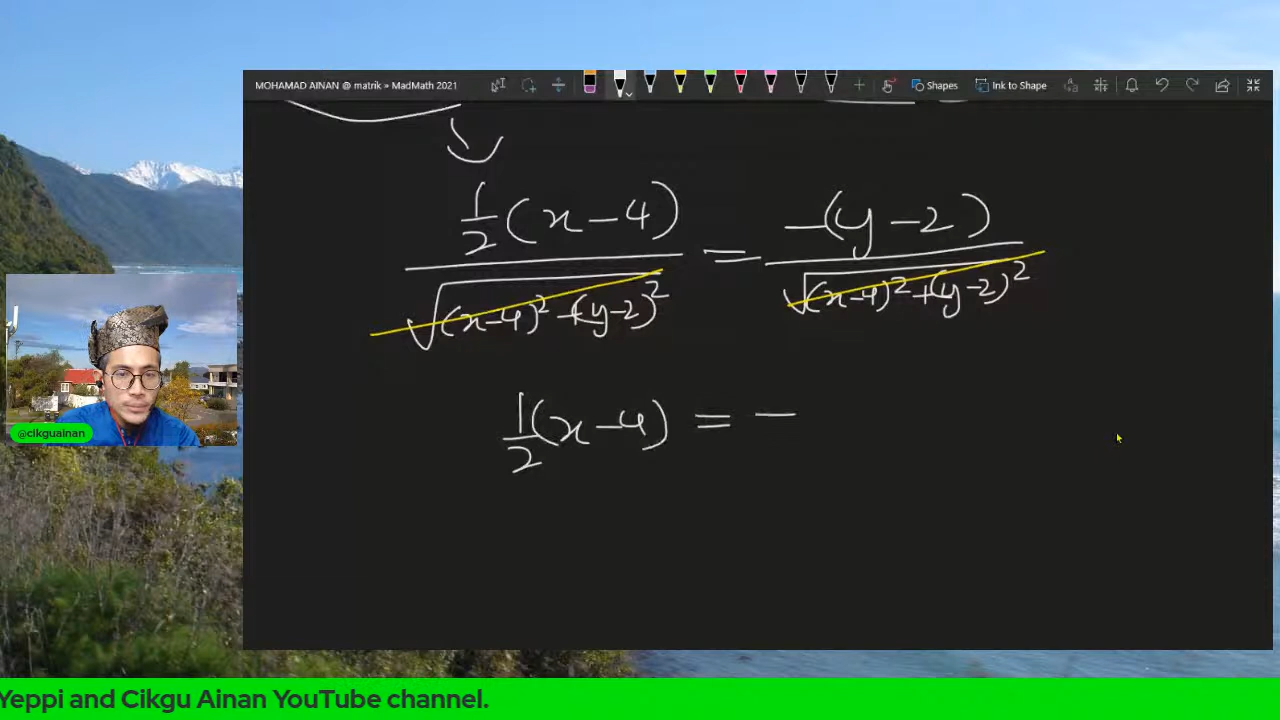 MOHAMAD AINAN @ matrik » MadMath 2021
Shapes
Ink to Shape
1/2 (x - 4) / √((x-4)² + (y-2)²) = -(y - 2) / √((x-4)² + (y-2)²)
1/2 (x - 4) = -
@cikguainan
Yeppi and Cikgu Ainan YouTube channel.